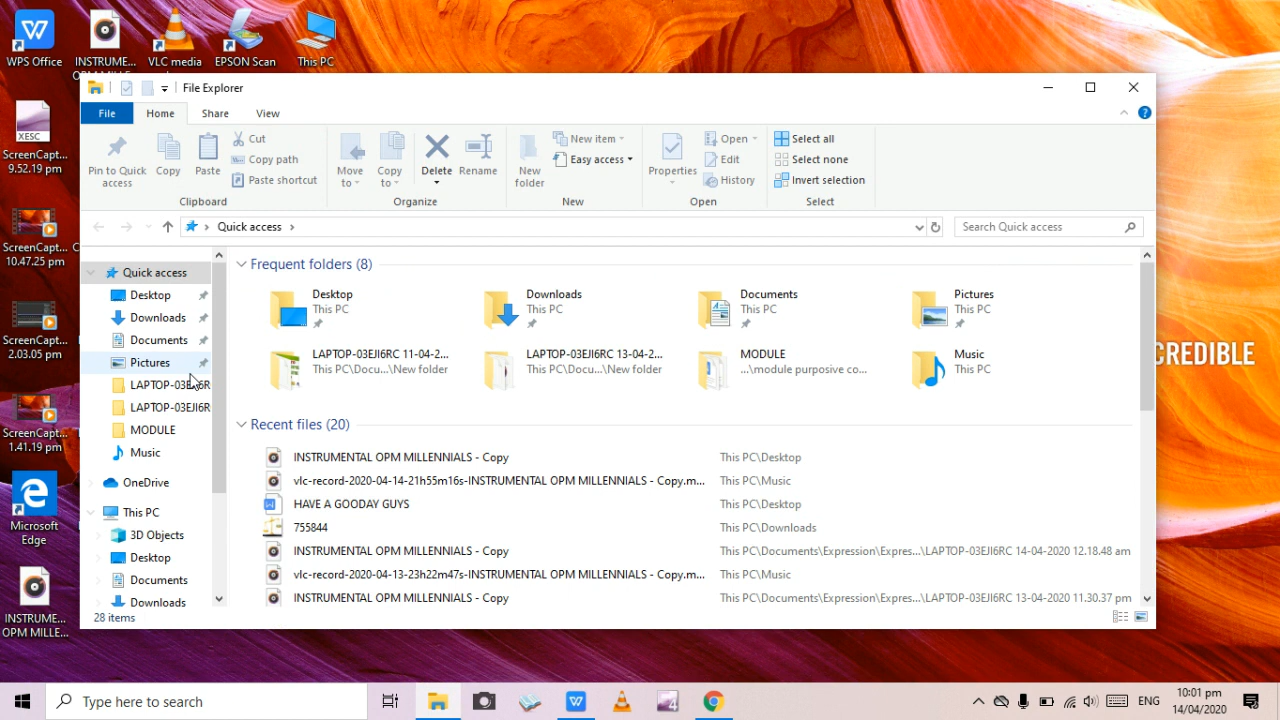 WPS Office
INSTRUME...
VLC media
EPSON Scan
This PC
XESC
ScreenCapt...
9.52.19 pm
ScreenCapt...
10.47.25 pm
ScreenCapt...
2.03.05 pm
ScreenCapt...
1.41.19 pm
Microsoft
Edge
INSTRUME...
OPM MILLE...
File Explorer
File
Home
Share
View
Pin to Quick
access
Copy
Paste
Cut
Copy path
Paste shortcut
Clipboard
Move
to
Copy
to
Delete
Rename
Organize
New
folder
New item
Easy access
New
Properties
Open
Edit
History
Open
Select all
Select none
Invert selection
Select
Quick access
Search Quick access
Quick access
Desktop
Downloads
Documents
Pictures
LAPTOP-03EJI6R
LAPTOP-03EJI6R
MODULE
Music
OneDrive
This PC
3D Objects
Desktop
Documents
Downloads
Frequent folders (8)
Desktop
This PC
Downloads
This PC
Documents
This PC
Pictures
This PC
LAPTOP-03EJI6RC 11-04-2...
This PC\Docu...\New folder
LAPTOP-03EJI6RC 13-04-2...
This PC\Docu...\New folder
MODULE
...\module purposive co...
Music
This PC
Recent files (20)
INSTRUMENTAL OPM MILLENNIALS - Copy This PC\Desktop
vlc-record-2020-04-14-21h55m16s-INSTRUMENTAL OPM MILLENNIALS - Copy.m... This PC\Music
HAVE A GOODAY GUYS This PC\Desktop
755844 This PC\Downloads
INSTRUMENTAL OPM MILLENNIALS - Copy This PC\Documents\Expression\Expres...\LAPTOP-03EJI6RC 14-04-2020 12.18.48 am
vlc-record-2020-04-13-23h22m47s-INSTRUMENTAL OPM MILLENNIALS - Copy.m... This PC\Music
INSTRUMENTAL OPM MILLENNIALS - Copy This PC\Documents\Expression\Expres...\LAPTOP-03EJI6RC 13-04-2020 11.30.37 pm
28 items
CREDIBLE
Type here to search
ENG
10:01 pm
14/04/2020